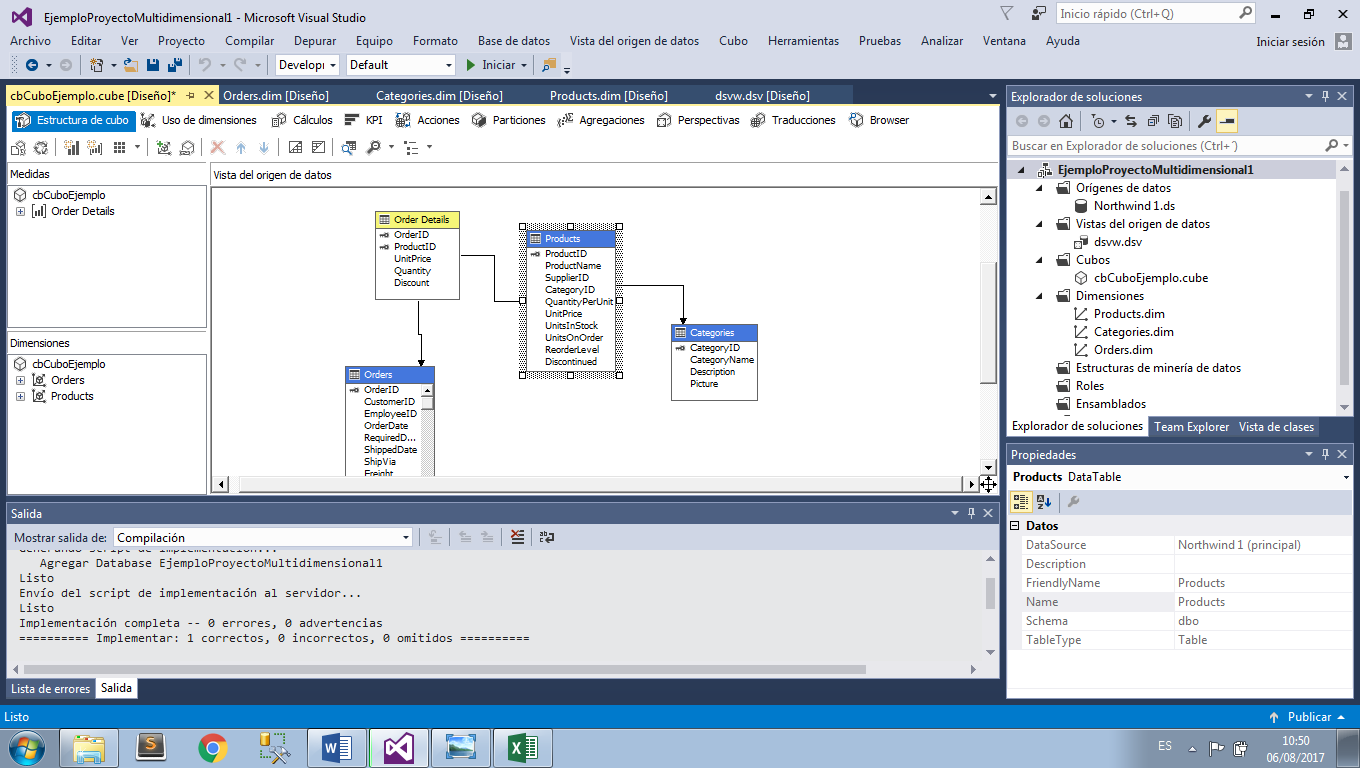 EjemploProyectoMultidimensional1 - Microsoft Visual Studio
Inicio rápido (Ctrl+Q)
Archivo Editar Ver Proyecto Compilar Depurar Equipo Formato Base de datos Vista del origen de datos Cubo Herramientas Pruebas Analizar Ventana Ayuda
Iniciar sesión
Developi Default Iniciar
cbCuboEjemplo.cube [Diseño]* Orders.dim [Diseño] Categories.dim [Diseño] Products.dim [Diseño] dsvw.dsv [Diseño]
Estructura de cubo Uso de dimensiones Cálculos KPI Acciones Particiones Agregaciones Perspectivas Traducciones Browser
Medidas
cbCuboEjemplo
Order Details
Dimensiones
cbCuboEjemplo
Orders
Products
Vista del origen de datos
Order Details
OrderID
ProductID
UnitPrice
Quantity
Discount
Products
ProductID
ProductName
SupplierID
CategoryID
QuantityPerUnit
UnitPrice
UnitsInStock
UnitsOnOrder
ReorderLevel
Discontinued
Categories
CategoryID
CategoryName
Description
Picture
Orders
OrderID
CustomerID
EmployeeID
OrderDate
RequiredD...
ShippedDate
ShipVia
Freight
Salida
Mostrar salida de: Compilación
Generando script de implementación...
Agregar Database EjemploProyectoMultidimensional1
Listo
Envío del script de implementación al servidor...
Listo
Implementación completa -- 0 errores, 0 advertencias
========== Implementar: 1 correctos, 0 incorrectos, 0 omitidos ==========
Lista de errores Salida
Explorador de soluciones
Buscar en Explorador de soluciones (Ctrl+´)
EjemploProyectoMultidimensional1
Orígenes de datos
Northwind 1.ds
Vistas del origen de datos
dsvw.dsv
Cubos
cbCuboEjemplo.cube
Dimensiones
Products.dim
Categories.dim
Orders.dim
Estructuras de minería de datos
Roles
Ensamblados
Explorador de soluciones Team Explorer Vista de clases
Propiedades
Products DataTable
Datos
DataSource Northwind 1 (principal)
Description
FriendlyName Products
Name Products
Schema dbo
TableType Table
Listo
Publicar
ES
10:50
06/08/2017